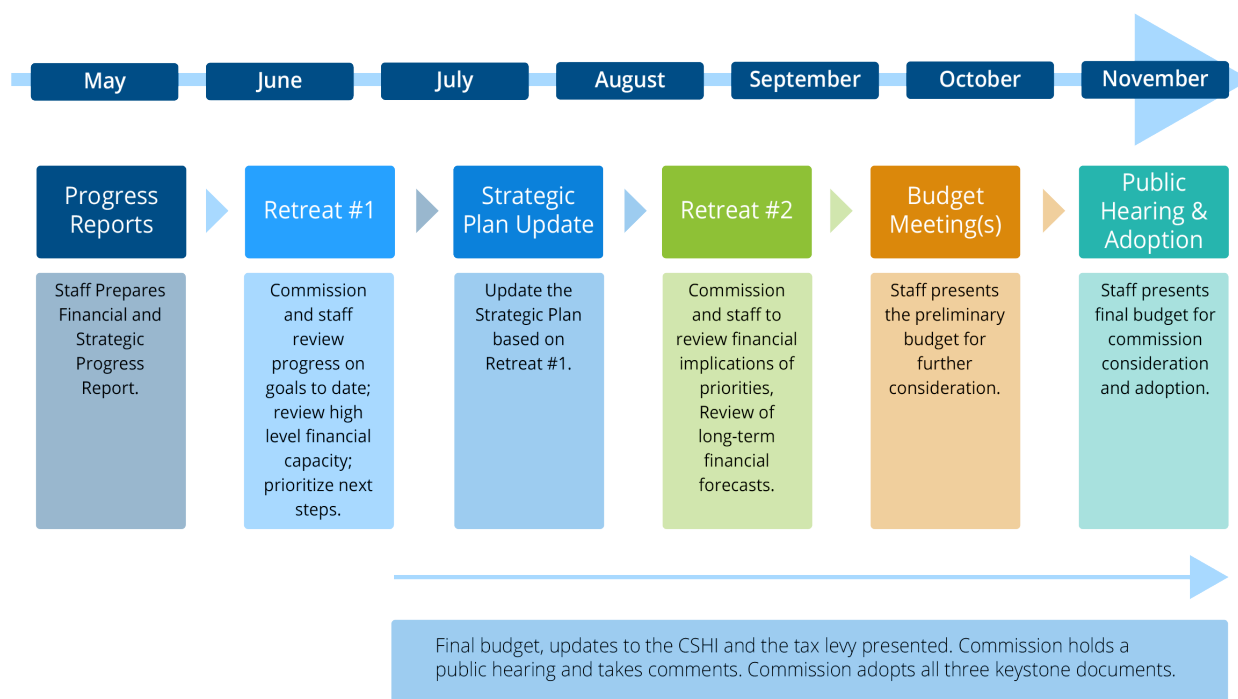 May
June
July
August
September
October
November
Progress
Reports
Retreat #1
Strategic
Plan Update
Retreat #2
Budget
Meeting(s)
Public
Hearing &
Adoption
Staff Prepares
Financial and
Strategic
Progress
Report.
Commission
and staff
review
progress on
goals to date;
review high
level financial
capacity;
prioritize next
steps.
Update the
Strategic Plan
based on
Retreat #1.
Commission
and staff to
review financial
implications of
priorities,
Review of
long-term
financial
forecasts.
Staff presents
the preliminary
budget for
further
consideration.
Staff presents
final budget for
commission
consideration
and adoption.
Final budget, updates to the CSHI and the tax levy presented. Commission holds a
public hearing and takes comments. Commission adopts all three keystone documents.